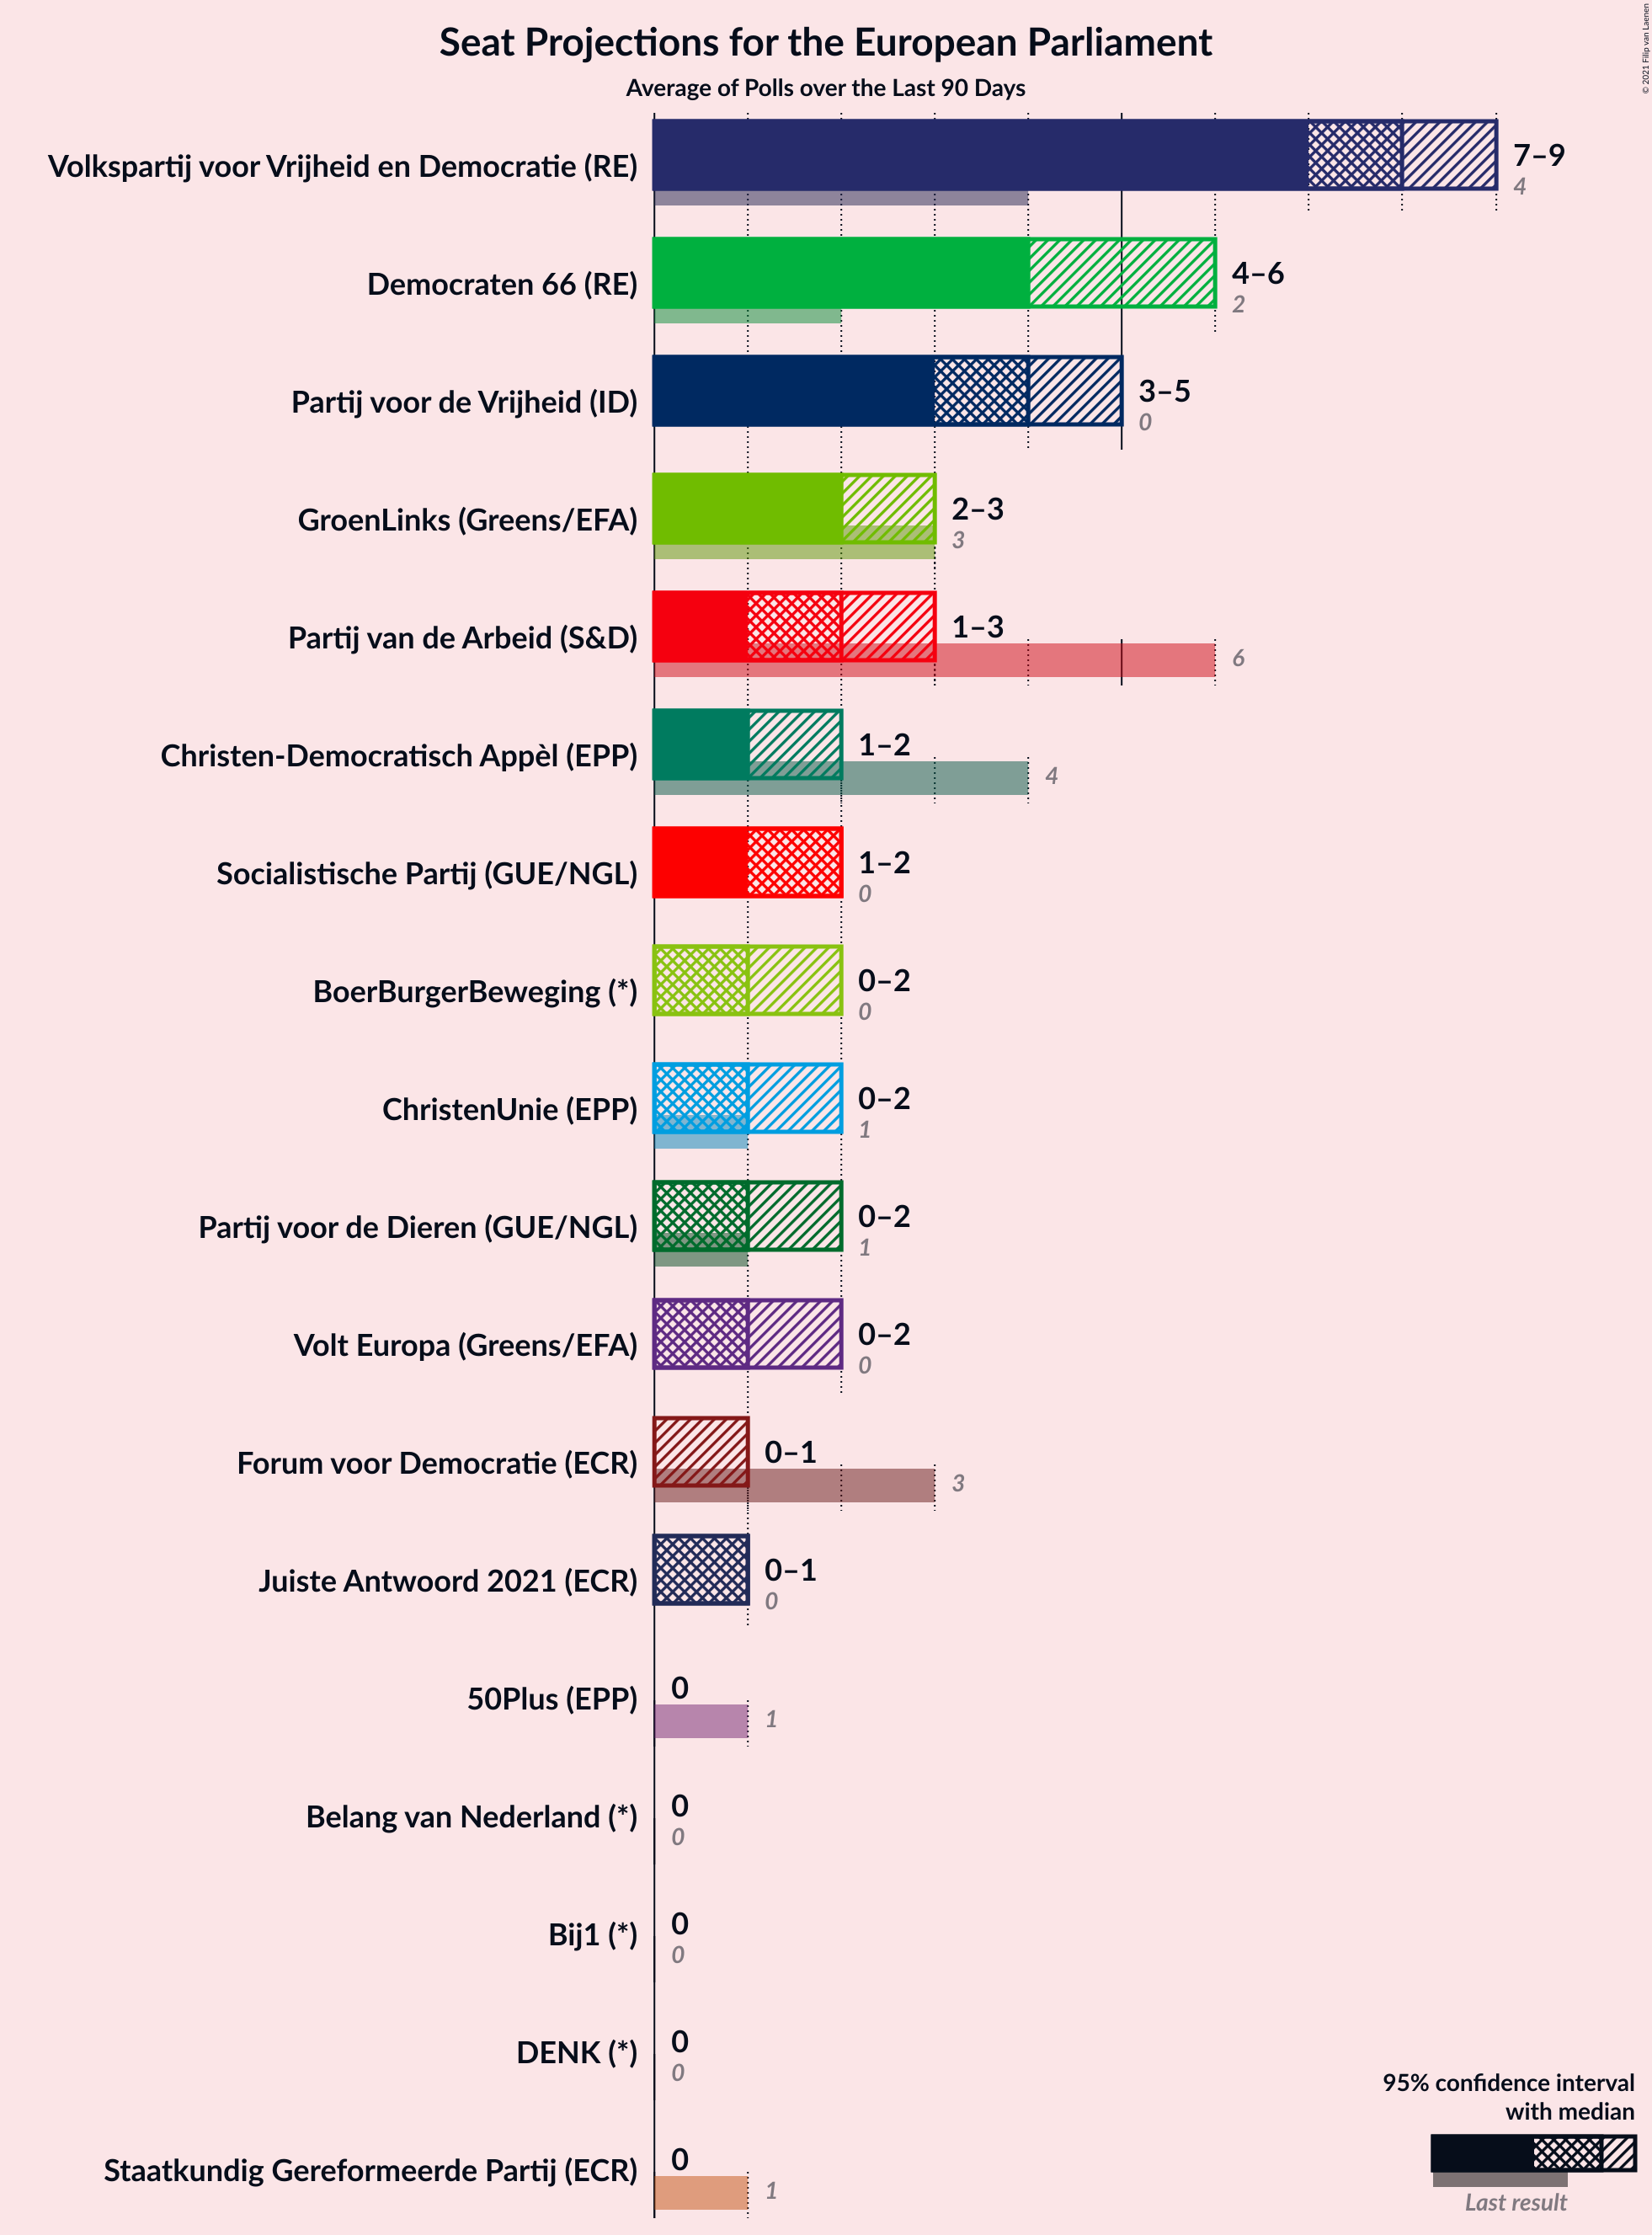 Seat Projections for the European Parliament
Average of Polls over the Last 90 Days
© 2021 Filip van Laenen
Volkspartij voor Vrijheid en Democratie (RE)
7–9
4
Democraten 66 (RE)
4–6
2
Partij voor de Vrijheid (ID)
3–5
0
GroenLinks (Greens/EFA)
2–3
3
Partij van de Arbeid (S&D)
1–3
6
Christen-Democratisch Appèl (EPP)
1–2
4
Socialistische Partij (GUE/NGL)
1–2
0
BoerBurgerBeweging (*)
0–2
0
ChristenUnie (EPP)
0–2
1
Partij voor de Dieren (GUE/NGL)
0–2
1
Volt Europa (Greens/EFA)
0–2
0
Forum voor Democratie (ECR)
0–1
3
Juiste Antwoord 2021 (ECR)
0–1
0
50Plus (EPP)
0
1
Belang van Nederland (*)
0
0
Bij1 (*)
0
0
DENK (*)
0
0
Staatkundig Gereformeerde Partij (ECR)
0
1
95% confidence interval
with median
Last result